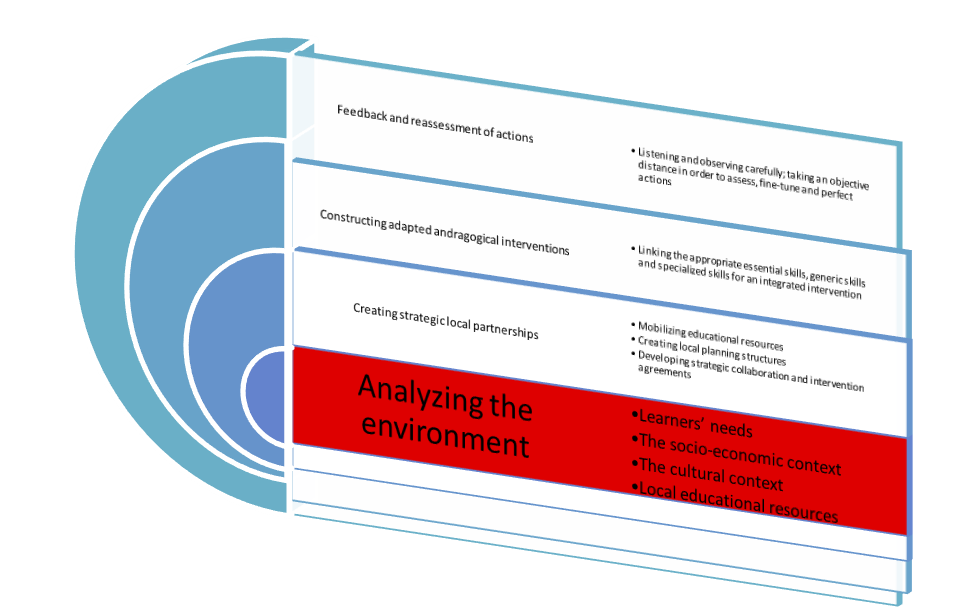 Feedback and reassessment of actions
• Listening and observing carefully; taking an objective
distance in order to assess, fine-tune and perfect
actions
Constructing adapted andragogical interventions
• Linking the appropriate essential skills, generic skills
and specialized skills for an integrated intervention
Creating strategic local partnerships
• Mobilizing educational resources
• Creating local planning structures
• Developing strategic collaboration and intervention
agreements
Analyzing the
environment
•Learners’ needs
•The socio-economic context
•The cultural context
•Local educational resources